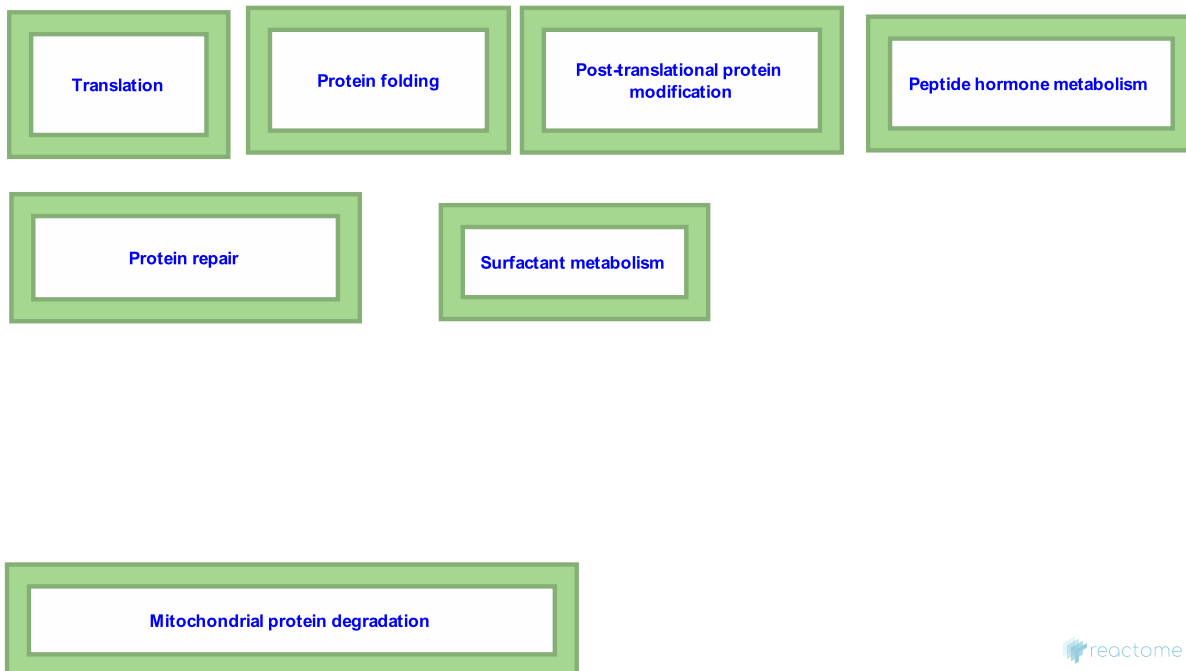 Translation
Protein folding
Post-translational protein
modification
Peptide hormone metabolism
Protein repair
Surfactant metabolism
Mitochondrial protein degradation
reactome